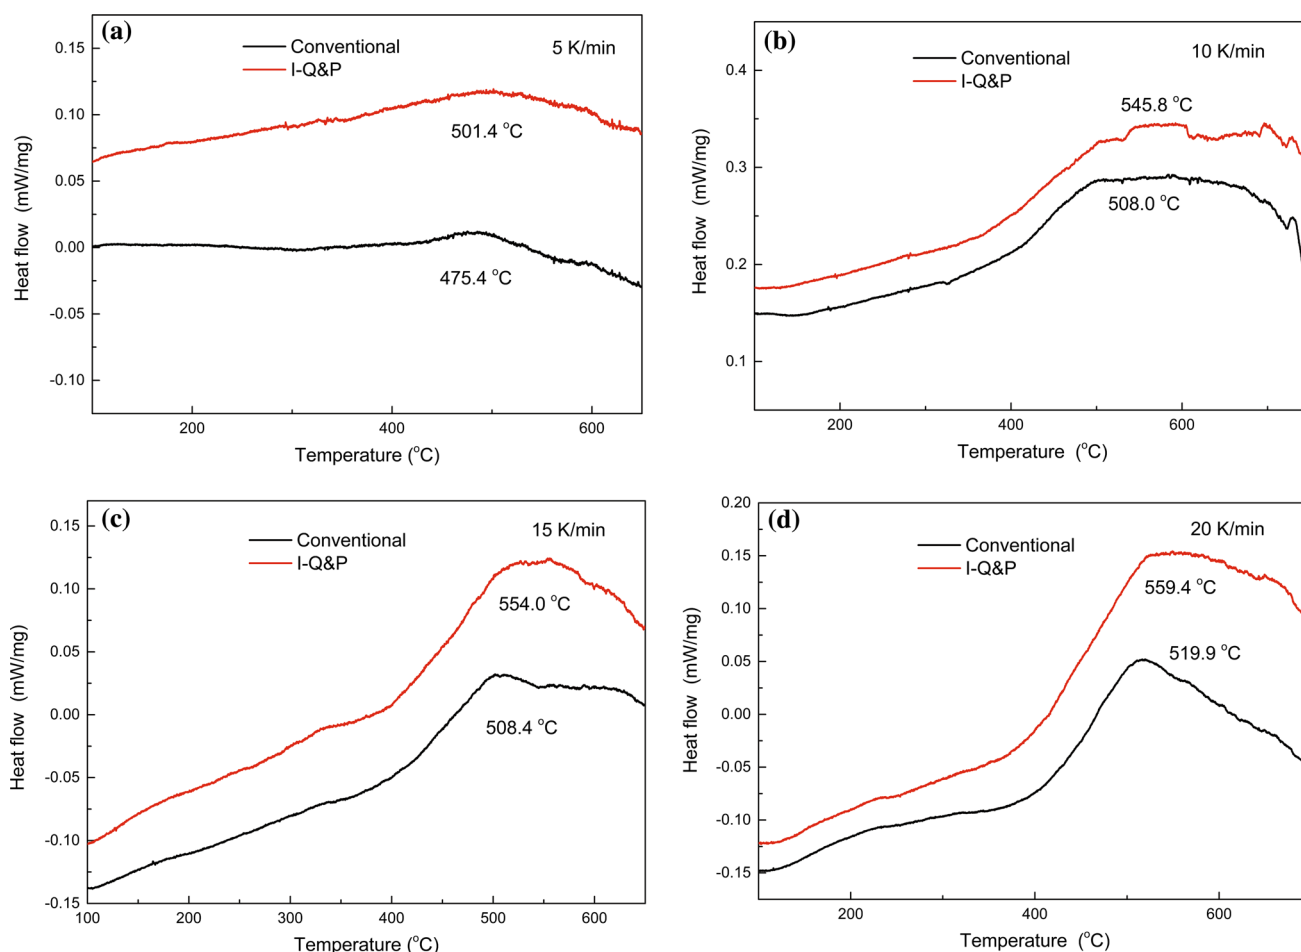 (a)
Conventional
I-Q&P
5 K/min
501.4 °C
475.4 °C
0.15
0.10
0.05
0.00
-0.05
-0.10
Heat flow (mW/mg)
200
400
600
Temperature (°C)
(b)
Conventional
I-Q&P
10 K/min
545.8 °C
508.0 °C
0.4
0.3
0.2
0.1
Heat flow (mW/mg)
200
400
600
Temperature (°C)
(c)
Conventional
I-Q&P
15 K/min
554.0 °C
508.4 °C
0.15
0.10
0.05
0.00
-0.05
-0.10
-0.15
Heat flow (mW/mg)
100
200
300
400
500
600
Temperature (°C)
(d)
Conventional
I-Q&P
20 K/min
559.4 °C
519.9 °C
0.20
0.15
0.10
0.05
0.00
-0.05
-0.10
-0.15
Heat flow (mW/mg)
200
400
600
Temperature (°C)